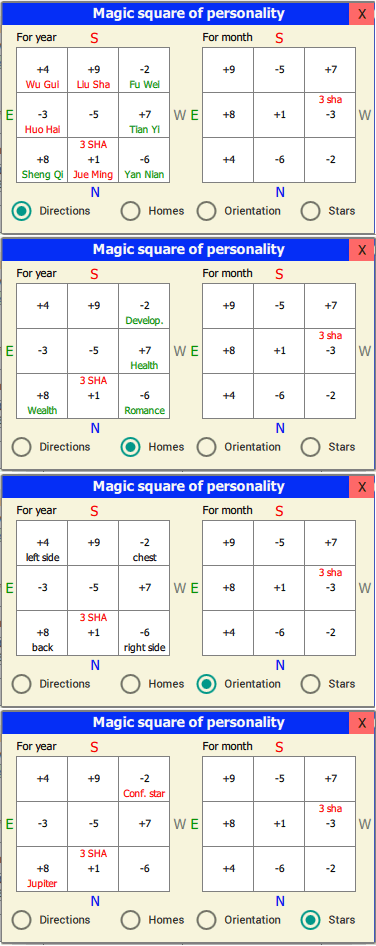 Magic square of personality X
For year S For month S
+4 +9 -2 +9 -5 +7
Wu Gui Liu Sha Fu Wei
3 sha
E -3 -5 +7 W E +8 +1 -3 W
Huo Hai Tian Yi
3 SHA
+8 +1 -6 +4 -6 -2
Sheng Qi Jue Ming Yan Nian
N N
Directions Homes Orientation Stars
Magic square of personality X
For year S For month S
+4 +9 -2 +9 -5 +7
Develop.
3 sha
E -3 -5 +7 W E +8 +1 -3 W
Health
3 SHA
+8 +1 -6 +4 -6 -2
Wealth Romance
N N
Directions Homes Orientation Stars
Magic square of personality X
For year S For month S
+4 +9 -2 +9 -5 +7
left side chest
3 sha
E -3 -5 +7 W E +8 +1 -3 W
3 SHA
+8 +1 -6 +4 -6 -2
back right side
N N
Directions Homes Orientation Stars
Magic square of personality X
For year S For month S
+4 +9 -2 +9 -5 +7
Conf. star
3 sha
E -3 -5 +7 W E +8 +1 -3 W
3 SHA
+8 +1 -6 +4 -6 -2
Jupiter
N N
Directions Homes Orientation Stars